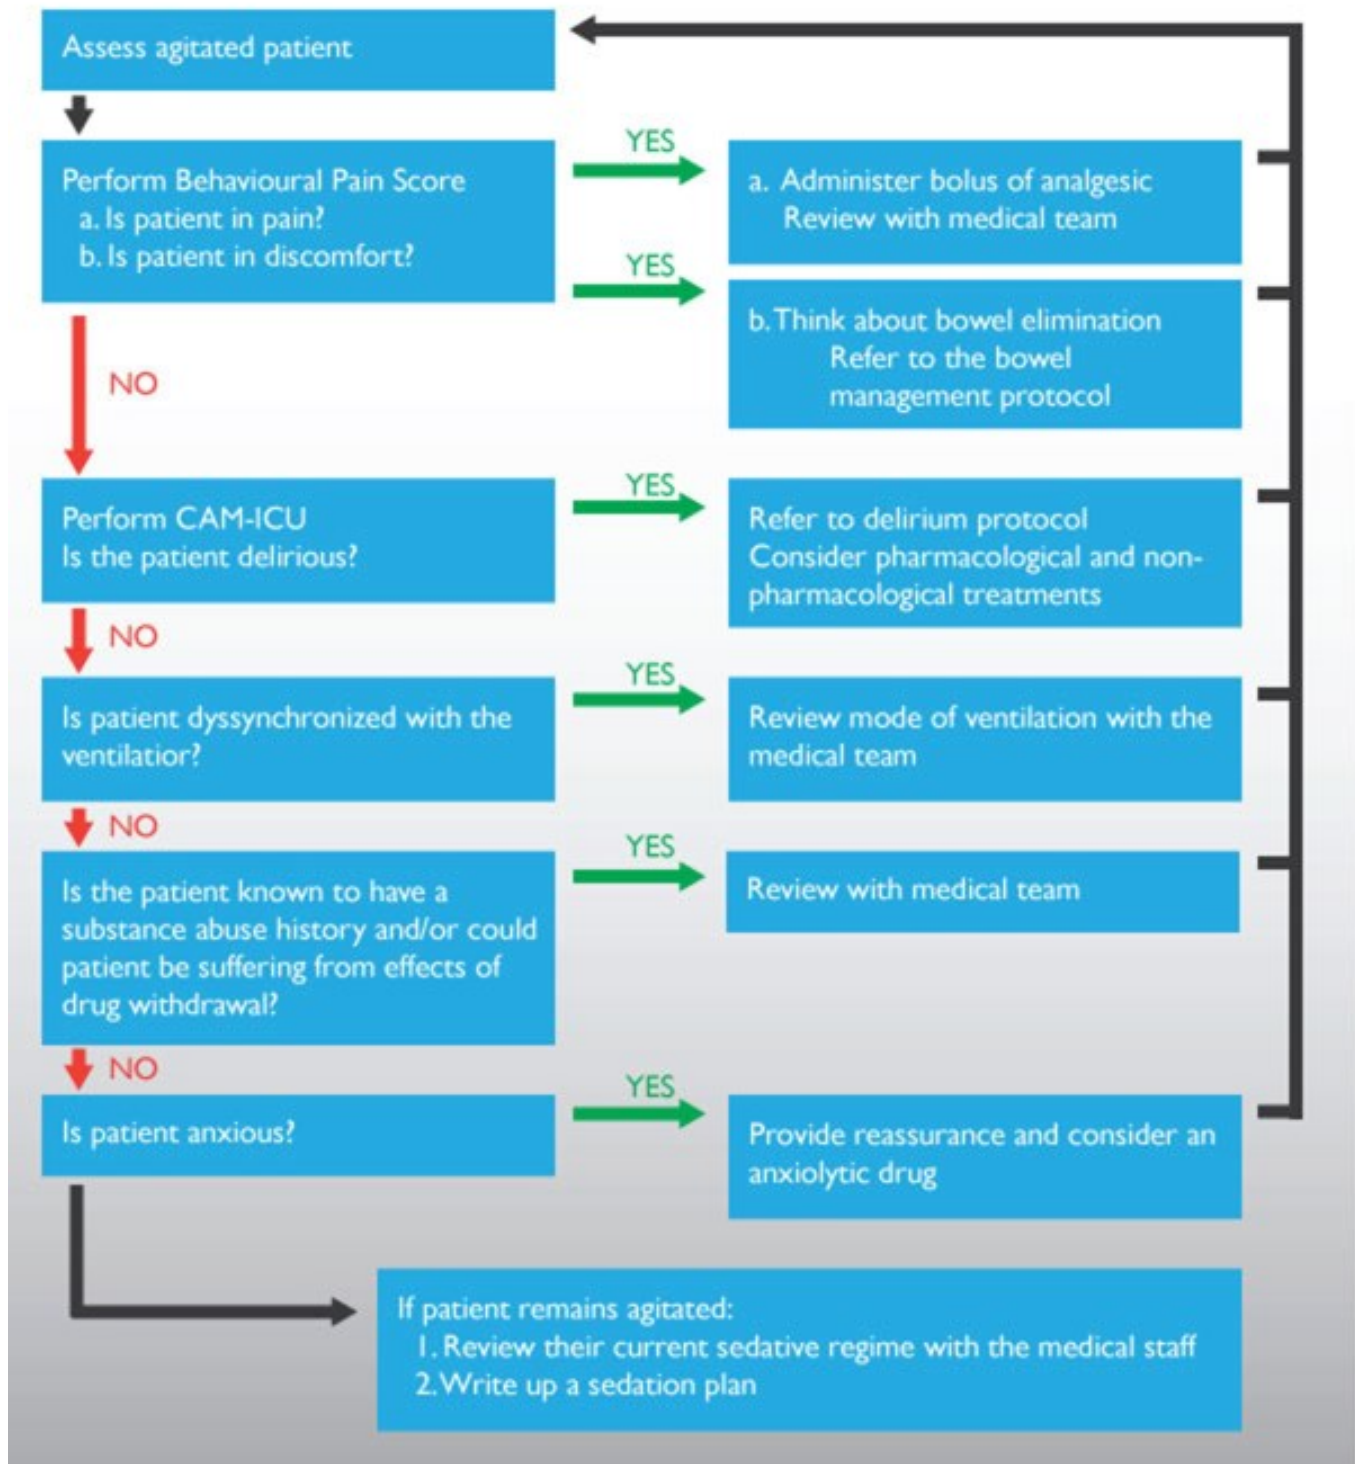 Assess agitated patient
YES
Perform Behavioural Pain Score
a. Is patient in pain?
b. Is patient in discomfort?
a. Administer bolus of analgesic
Review with medical team
YES
b. Think about bowel elimination
Refer to the bowel
management protocol
NO
YES
Perform CAM-ICU
Is the patient delirious?
Refer to delirium protocol
Consider pharmacological and non-
pharmacological treatments
NO
YES
Is patient dyssynchronized with the
ventilatior?
Review mode of ventilation with the
medical team
NO
YES
Is the patient known to have a
substance abuse history and/or could
patient be suffering from effects of
drug withdrawal?
Review with medical team
NO
YES
Is patient anxious?
Provide reassurance and consider an
anxiolytic drug
If patient remains agitated:
1. Review their current sedative regime with the medical staff
2. Write up a sedation plan